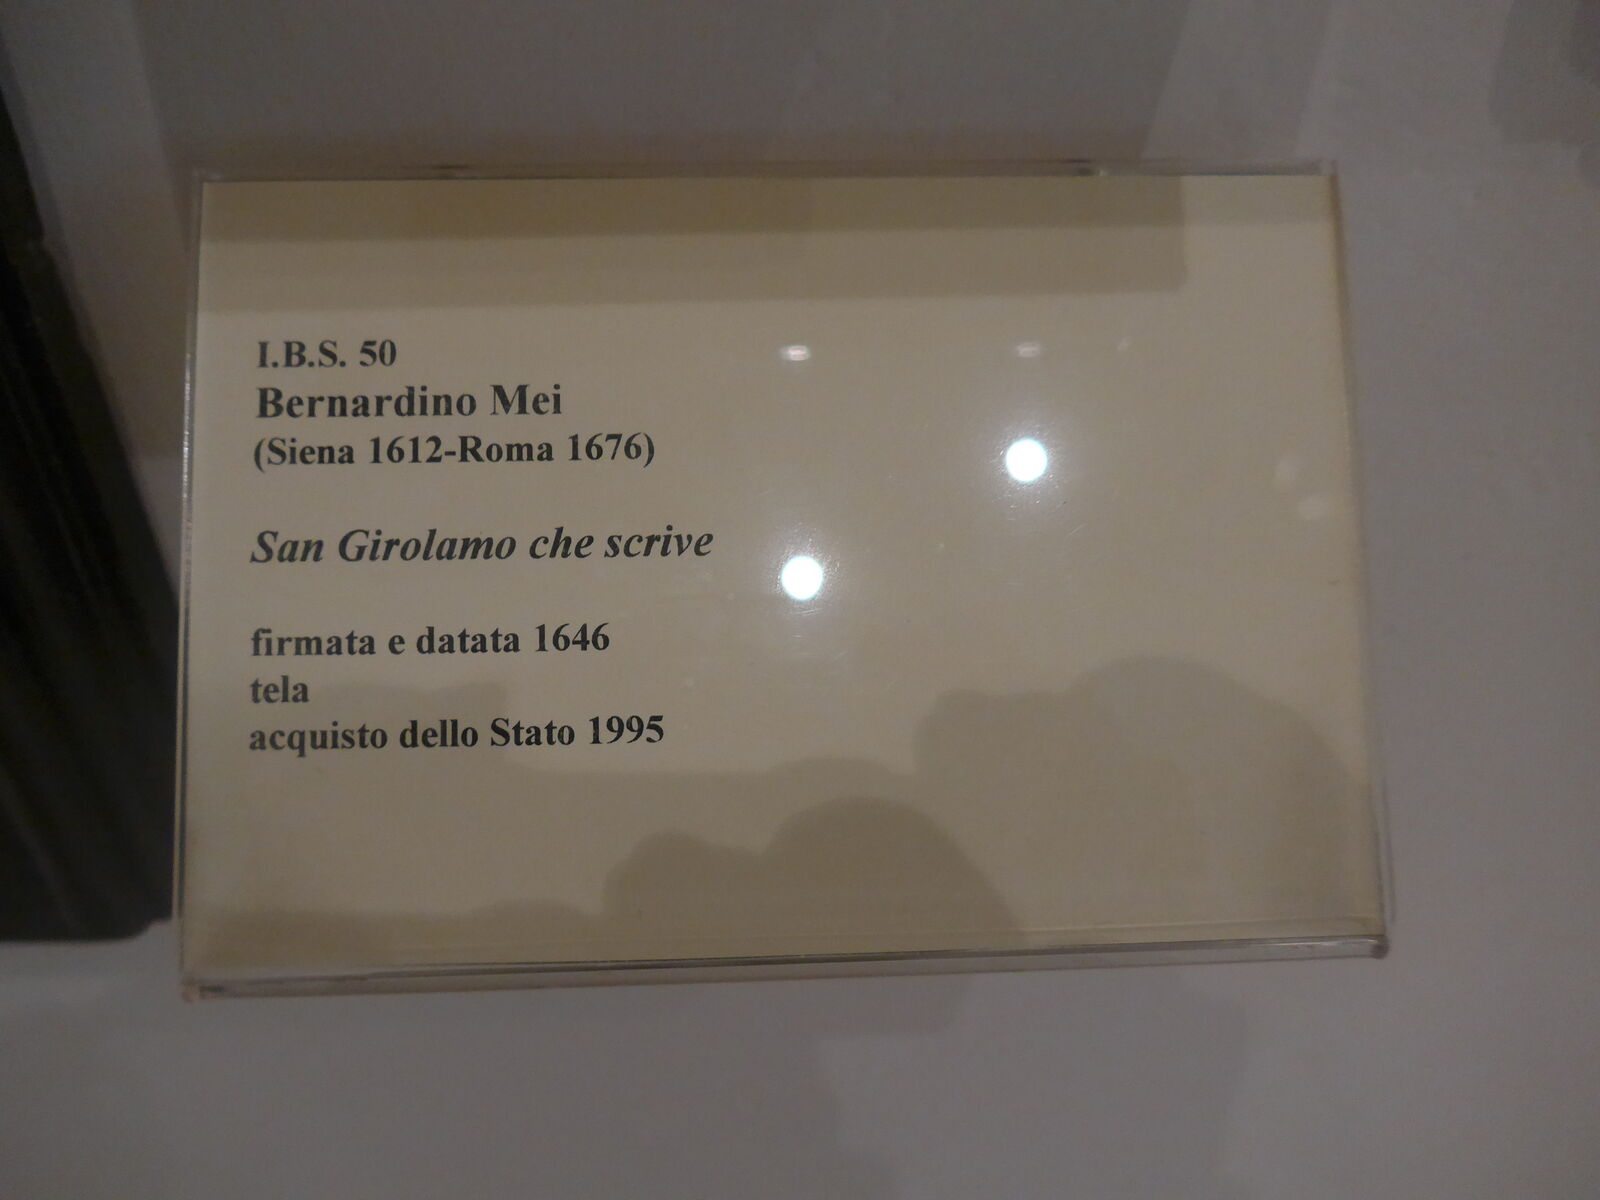 I.B.S. 50
Bernardino Mei
(Siena 1612-Roma 1676)
San Girolamo che scrive
firmata e datata 1646
tela
acquisto dello Stato 1995